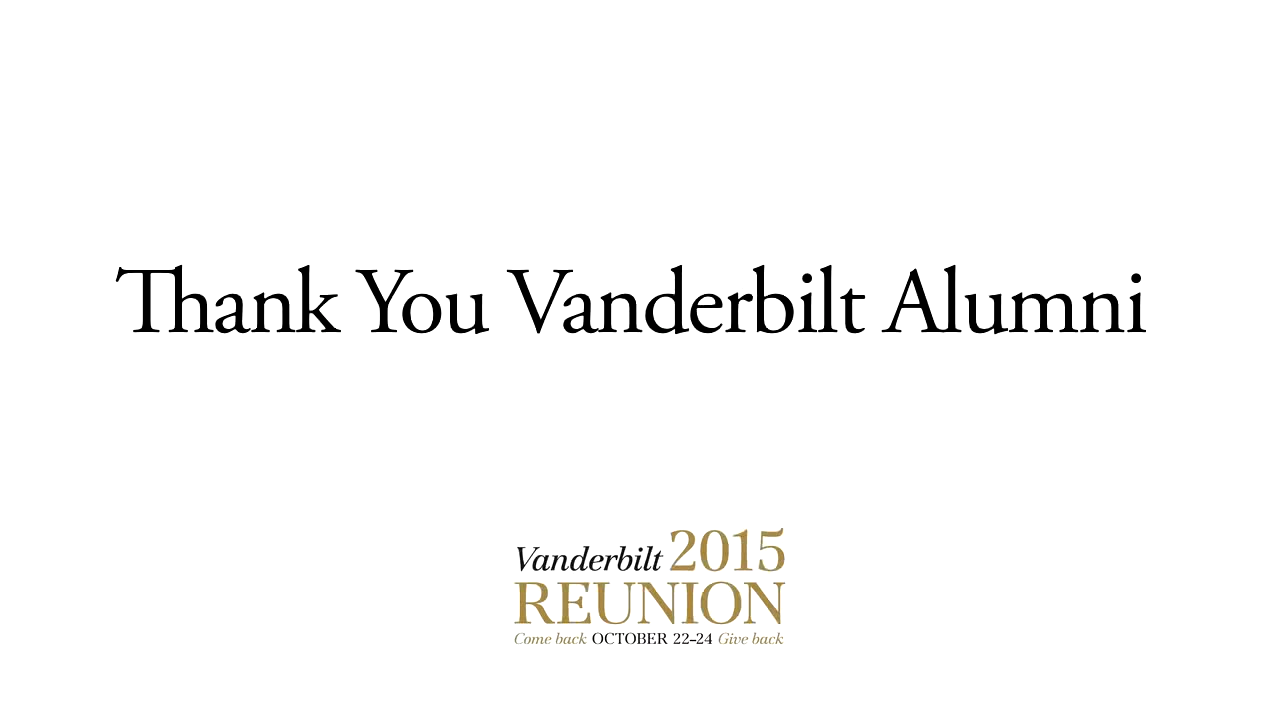 Thank You Vanderbilt Alumni
Vanderbilt 2015
REUNION
Come back OCTOBER 22–24 Give back